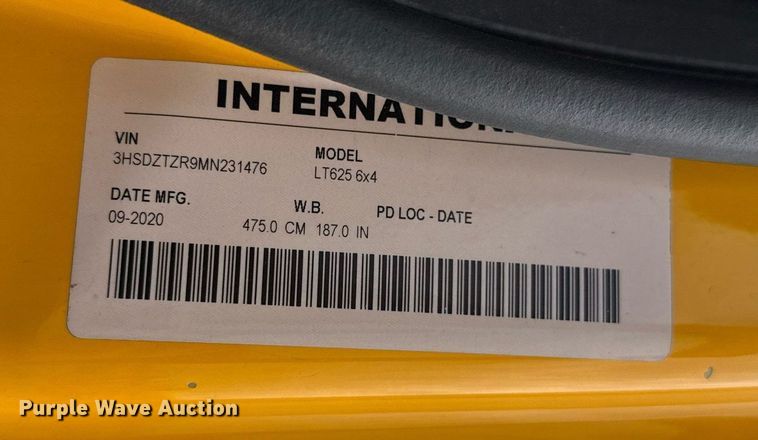 INTERNATIONA
VIN MODEL
3HSDZTZR9MN231476 LT625 6x4
DATE MFG. W.B. PD LOC - DATE
09-2020 475.0 CM 187.0 IN
Purple Wave Auction